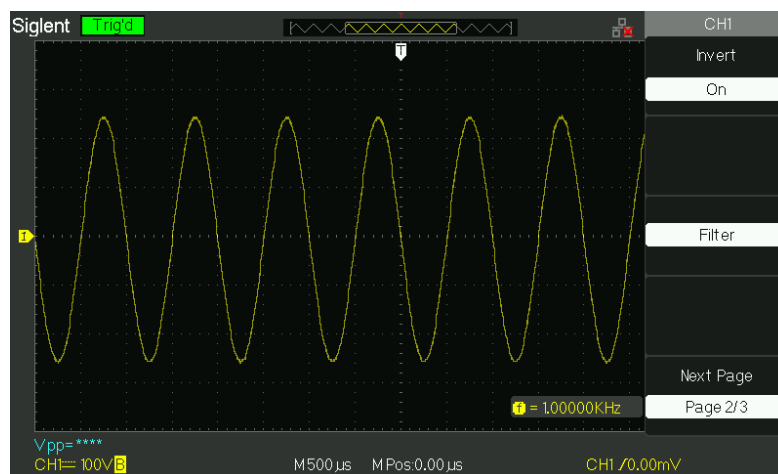 Siglent Trig'd CH1
T
Invert
On
Filter
Next Page
Page 2/3
f = 1.00000KHz
Vpp=****
CH1 100V B M 500µs M Pos:0.00µs CH1 0.00mV